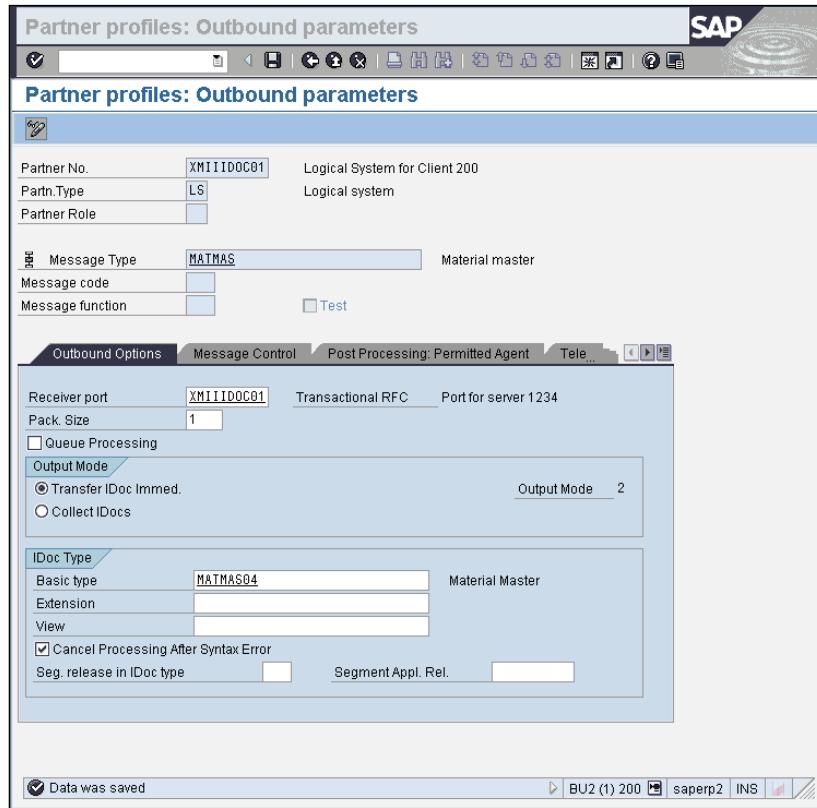 Partner profiles: Outbound parameters
SAP
Partner profiles: Outbound parameters
Partner No. XMIIIDOC01 Logical System for Client 200
Partn.Type LS Logical system
Partner Role
Message Type MATMAS Material master
Message code
Message function Test
Outbound Options Message Control Post Processing: Permitted Agent Tele...
Receiver port XMIIIDOC01 Transactional RFC Port for server 1234
Pack. Size 1
Queue Processing
Output Mode
Transfer IDoc Immed. Output Mode 2
Collect IDocs
IDoc Type
Basic type MATMAS04 Material Master
Extension
View
Cancel Processing After Syntax Error
Seg. release in IDoc type Segment Appl. Rel.
Data was saved BU2 (1) 200 saperp2 INS